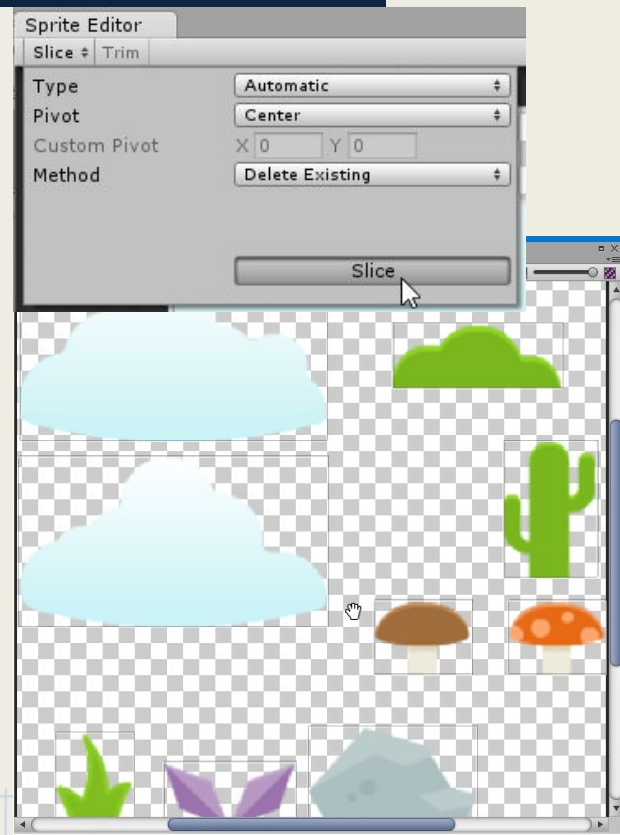 Sprite Editor
Slice Trim
Type Automatic
Pivot Center
Custom Pivot X 0 Y 0
Method Delete Existing
Slice